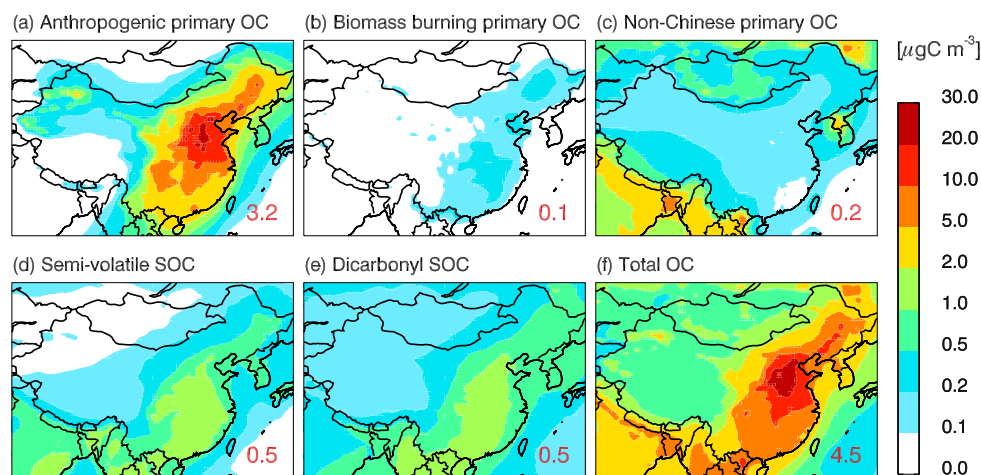 (a) Anthropogenic primary OC
(b) Biomass burning primary OC
(c) Non-Chinese primary OC
[μgC m⁻³]
3.2
0.1
0.2
(d) Semi-volatile SOC
(e) Dicarbonyl SOC
(f) Total OC
0.5
0.5
4.5
30.0
20.0
10.0
5.0
2.0
1.0
0.5
0.2
0.1
0.0